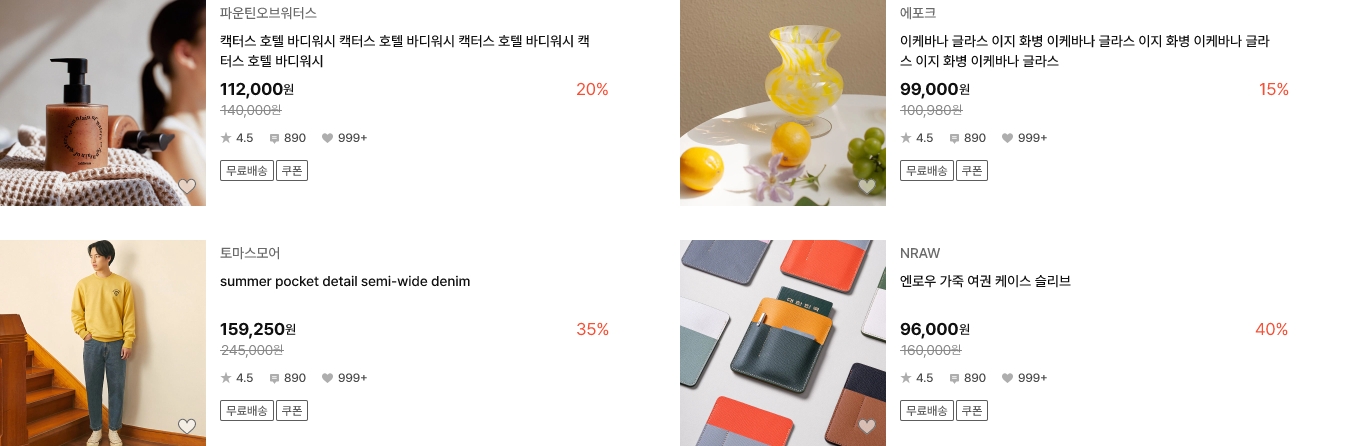 파운틴오브워터스
캑터스 호텔 바디워시 캑터스 호텔 바디워시 캑터스 호텔 바디워시 캑
터스 호텔 바디워시
112,000원
20%
140,000원
4.5 890 999+
무료배송 쿠폰
에포크
이케바나 글라스 이지 화병 이케바나 글라스 이지 화병 이케바나 글라
스 이지 화병 이케바나 글라스
99,000원
15%
100,980원
4.5 890 999+
무료배송 쿠폰
토마스모어
summer pocket detail semi-wide denim
159,250원
35%
245,000원
4.5 890 999+
무료배송 쿠폰
NRAW
엔로우 가죽 여권 케이스 슬리브
96,000원
40%
160,000원
4.5 890 999+
무료배송 쿠폰
대한민국